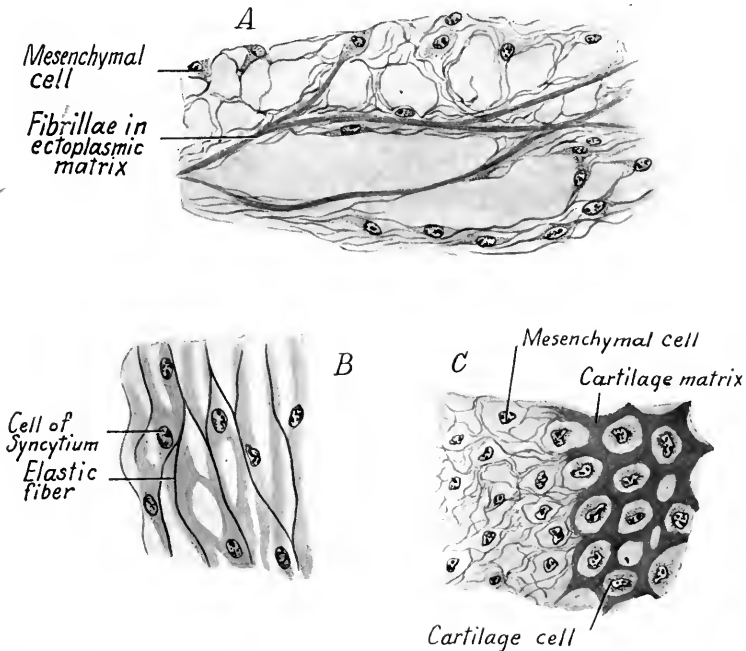 A
Mesenchymal
cell
Fibrillae in
ectoplasmic
matrix
B
Cell of
Syncytium
Elastic
fiber
C
Mesenchymal cell
Cartilage matrix
Cartilage cell